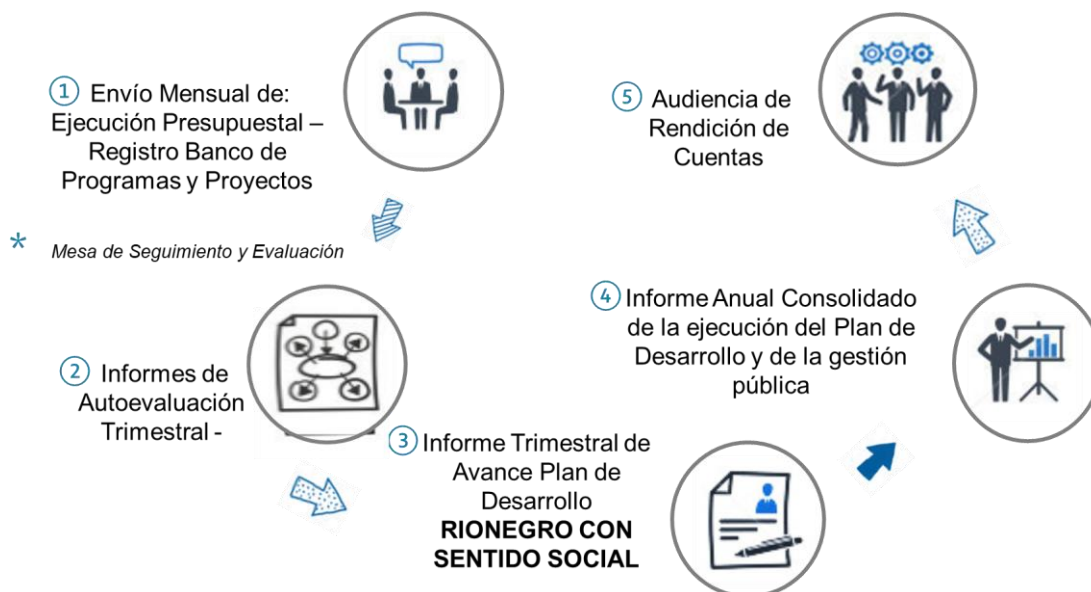 ① Envío Mensual de:
Ejecución Presupuestal –
Registro Banco de
Programas y Proyectos
* Mesa de Seguimiento y Evaluación
② Informes de
Autoevaluación
Trimestral -
③ Informe Trimestral de
Avance Plan de
Desarrollo
RIONEGRO CON
SENTIDO SOCIAL
④ Informe Anual Consolidado
de la ejecución del Plan de
Desarrollo y de la gestión
pública
⑤ Audiencia de
Rendición de
Cuentas